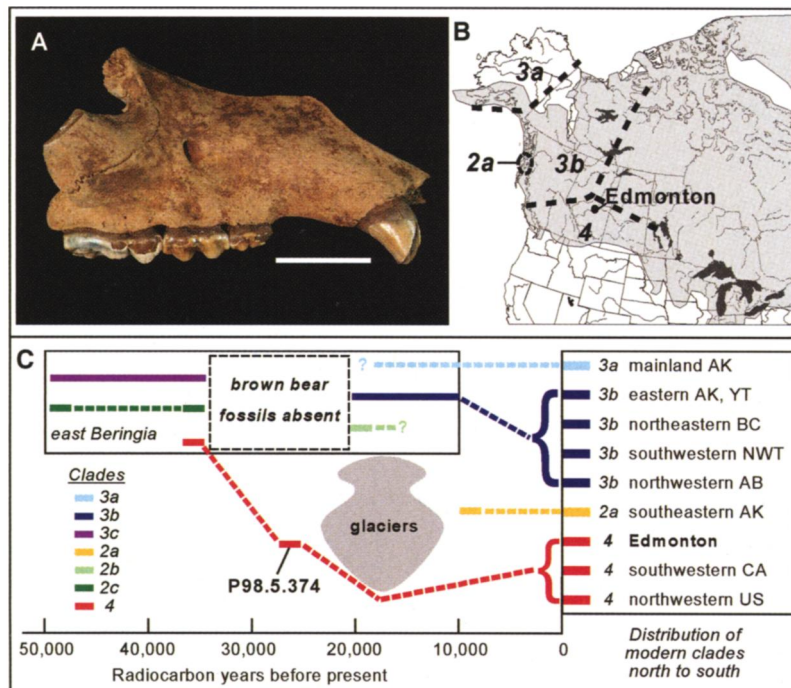 A
B
3a
2a
3b
Edmonton
4
C
brown bear
fossils absent
east Beringia
?
?
glaciers
P98.5.374
Clades
3a
3b
3c
2a
2b
2c
4
3a mainland AK
3b eastern AK, YT
3b northeastern BC
3b southwestern NWT
3b northwestern AB
2a southeastern AK
4 Edmonton
4 southwestern CA
4 northwestern US
50,000 40,000 30,000 20,000 10,000 0
Radiocarbon years before present
Distribution of
modern clades
north to south